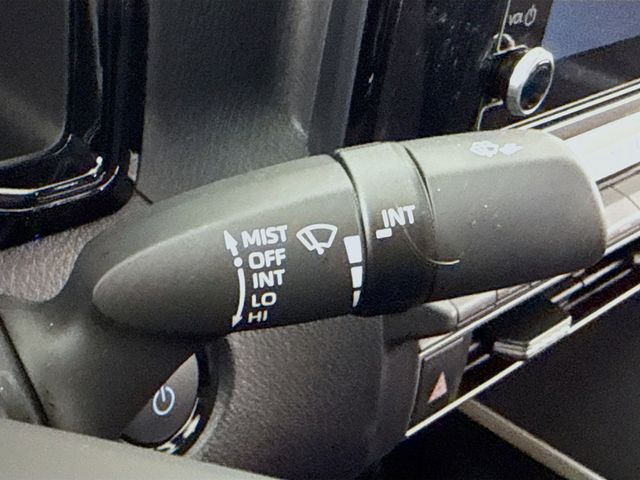 VOL
MIST
OFF
INT
LO
HI
INT